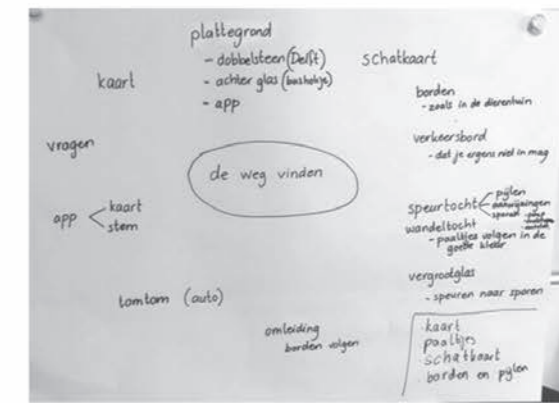 plattegrond
- dobbelsteen (Delft)
- achter glas (bushokje)
- app
schatkaart
kaart
borden
- zoals in de dierentuin
verkeersbord
- dat je ergens niet in mag
vragen
de weg vinden
app
kaart
stem
speurtocht
pijlen
aanwijzingen
sporen
wandeltocht
- paaltjes volgen in de
goede kleur
vergrootglas
- speuren naar sporen
tomtom (auto)
omleiding
borden volgen
kaart
paaltjes
schatkaart
borden en pijlen